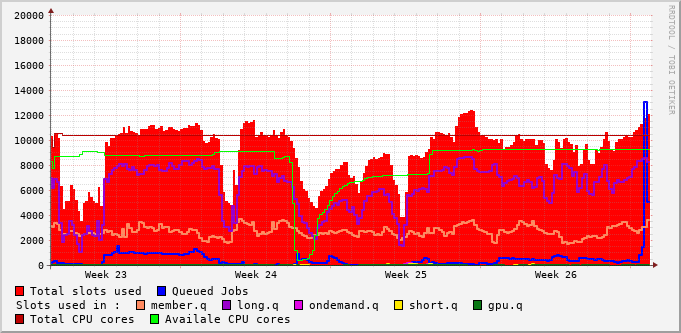 20000
18000
16000
14000
12000
10000
8000
6000
4000
2000
0
Week 23 Week 24 Week 25 Week 26
Total slots used Queued Jobs
Slots used in : member.q long.q ondemand.q short.q gpu.q
Total CPU cores Availale CPU cores
RRDTOOL / TOBI OETIKER